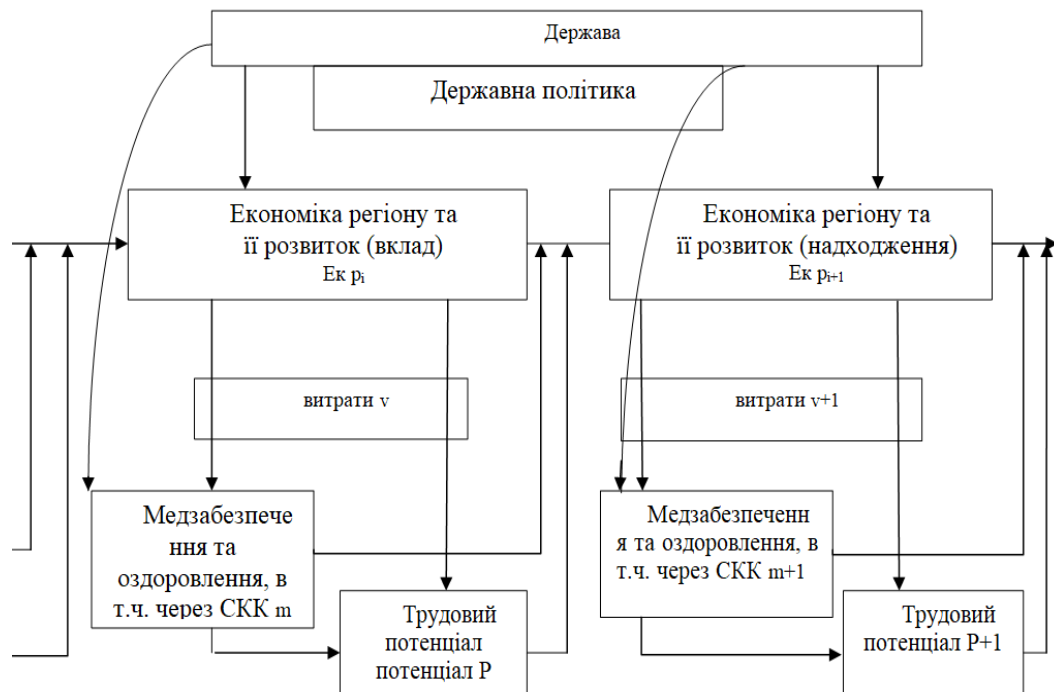 Держава
Державна політика
Економіка регіону та
її розвиток (вклад)
Ек pi
Економіка регіону та
її розвиток (надходження)
Ек pi+1
витрати v
витрати v+1
Медзабезпече
ння та
оздоровлення, в
т.ч. через СКК m
Медзабезпеченн
я та оздоровлення, в
т.ч. через СКК m+1
Трудовий
потенціал
потенціал P
Трудовий
потенціал P+1